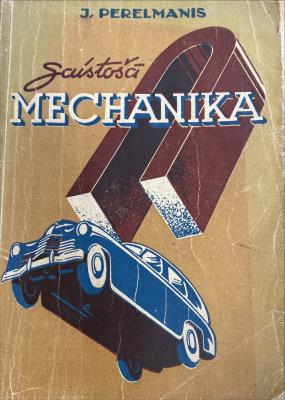 J. PERELMANIS
Saistošā
MECHANIKA